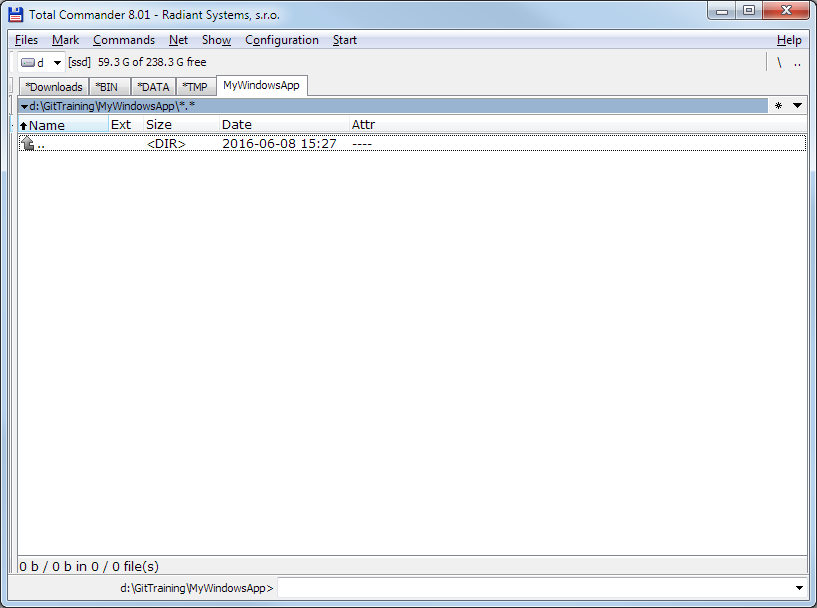 Total Commander 8.01 - Radiant Systems, s.r.o.
Files Mark Commands Net Show Configuration Start Help
d [ssd] 59.3 G of 238.3 G free \ ..
*Downloads *BIN *DATA *TMP MyWindowsApp
d:\GitTraining\MyWindowsApp\*.* *
Name Ext Size Date Attr
.. <DIR> 2016-06-08 15:27 ----
0 b / 0 b in 0 / 0 file(s)
d:\GitTraining\MyWindowsApp>